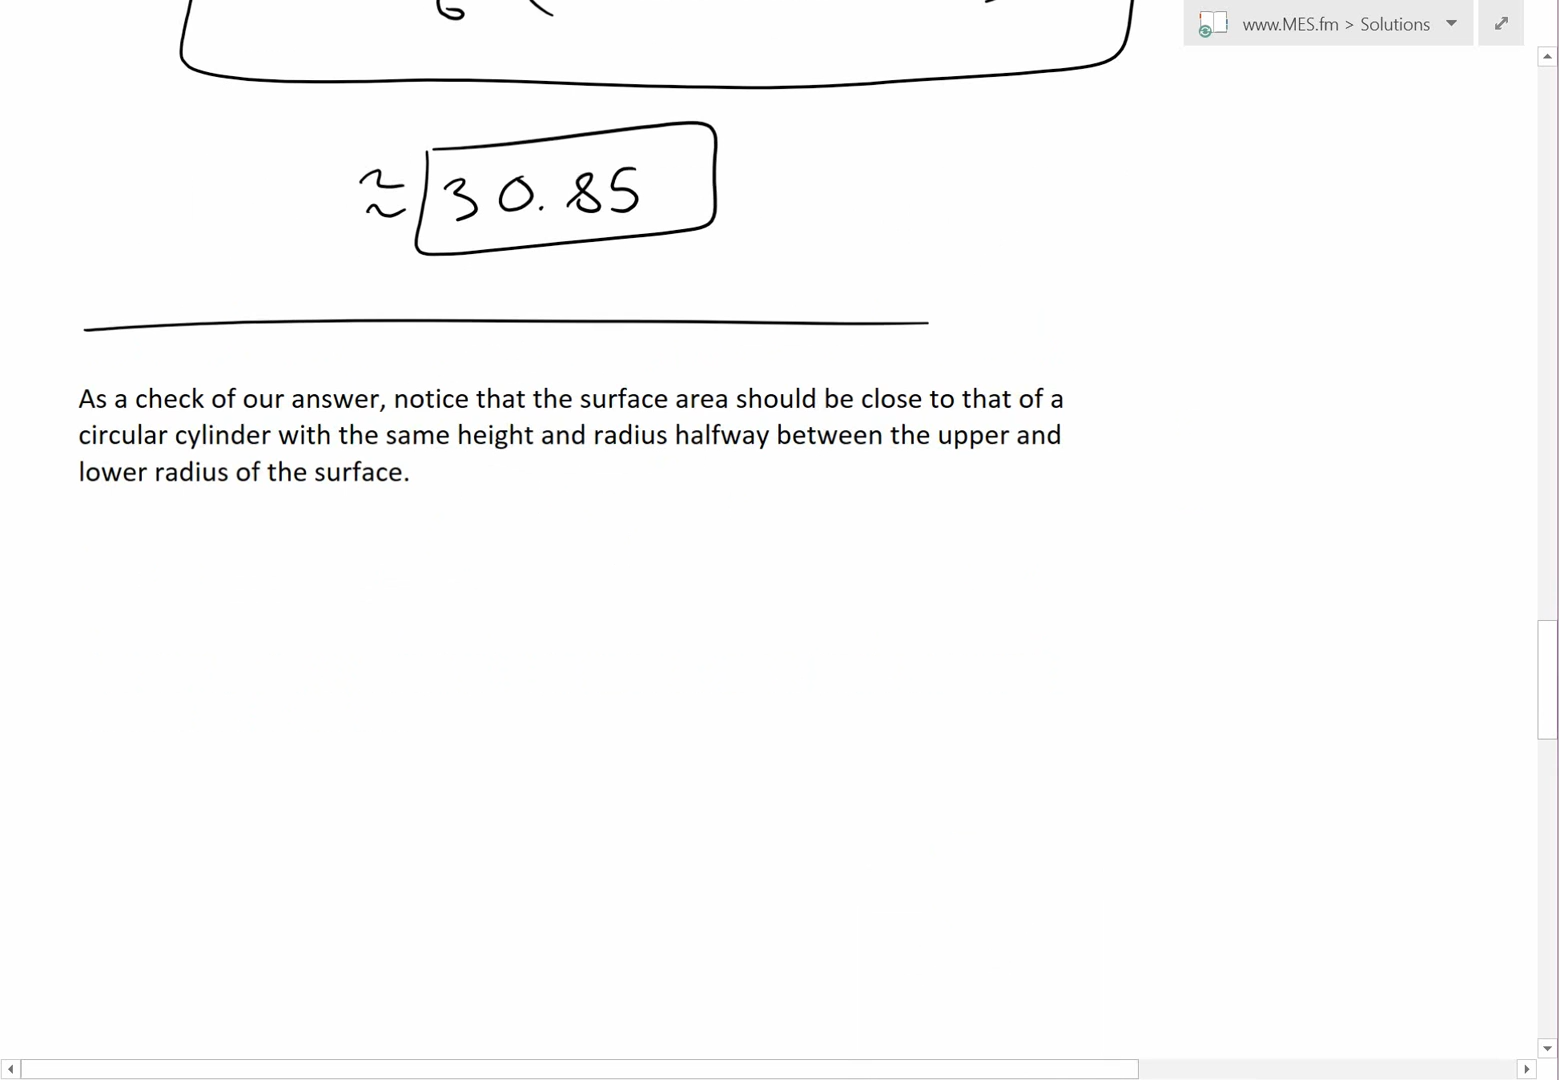 www.MES.fm > Solutions
≈ 30.85
As a check of our answer, notice that the surface area should be close to that of a
circular cylinder with the same height and radius halfway between the upper and
lower radius of the surface.